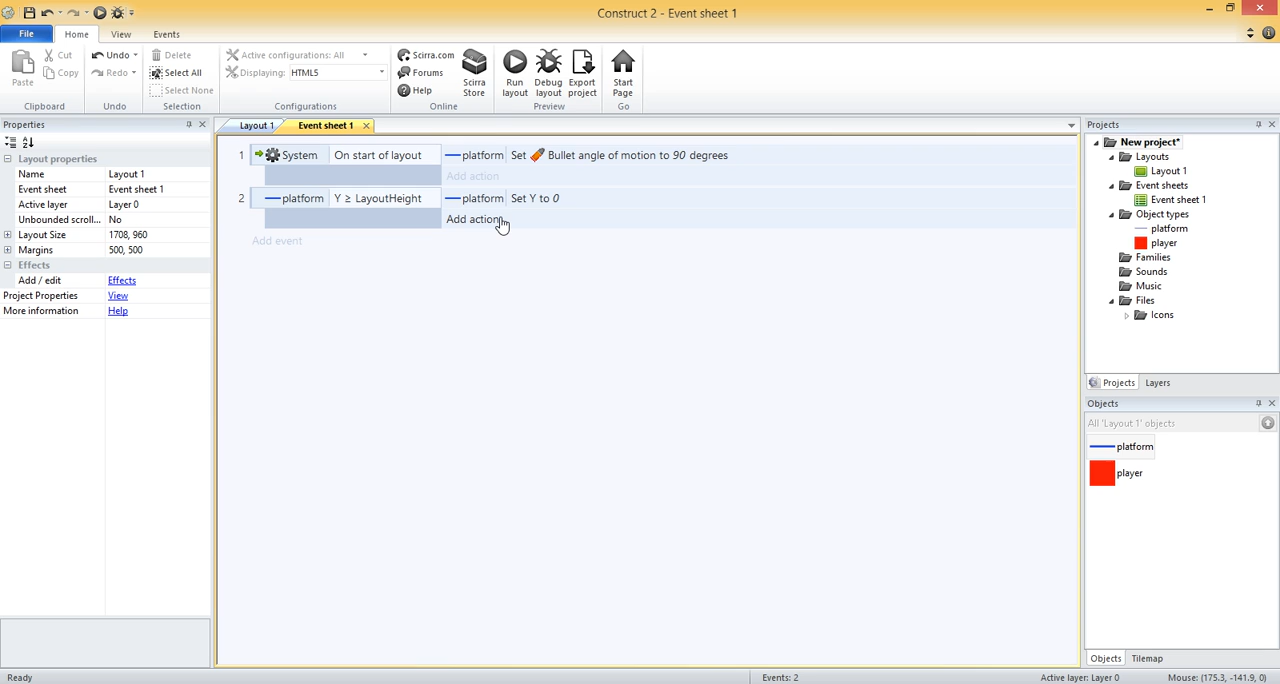 Construct 2 - Event sheet 1
File Home View Events
Paste Cut Copy Clipboard
Undo Redo Undo
Delete Select All Select None Selection
Active configurations: All
Displaying: HTML5
Configurations
Scirra.com Forums Help Scirra Store Online
Run layout Debug layout Export project Preview
Start Page Go
Properties
Layout properties
Name Layout 1
Event sheet Event sheet 1
Active layer Layer 0
Unbounded scroll... No
Layout Size 1708, 960
Margins 500, 500
Effects
Add / edit Effects
Project Properties View
More information Help
Layout 1 Event sheet 1
1 System On start of layout platform Set Bullet angle of motion to 90 degrees
Add action
2 platform Y ≥ LayoutHeight platform Set Y to 0
Add action
Add event
Projects
New project*
Layouts
Layout 1
Event sheets
Event sheet 1
Object types
platform
player
Families
Sounds
Music
Files
Icons
Projects Layers
Objects
All 'Layout 1' objects
platform
player
Objects Tilemap
Ready Events: 2 Active layer: Layer 0 Mouse: (175.3, -141.9, 0)